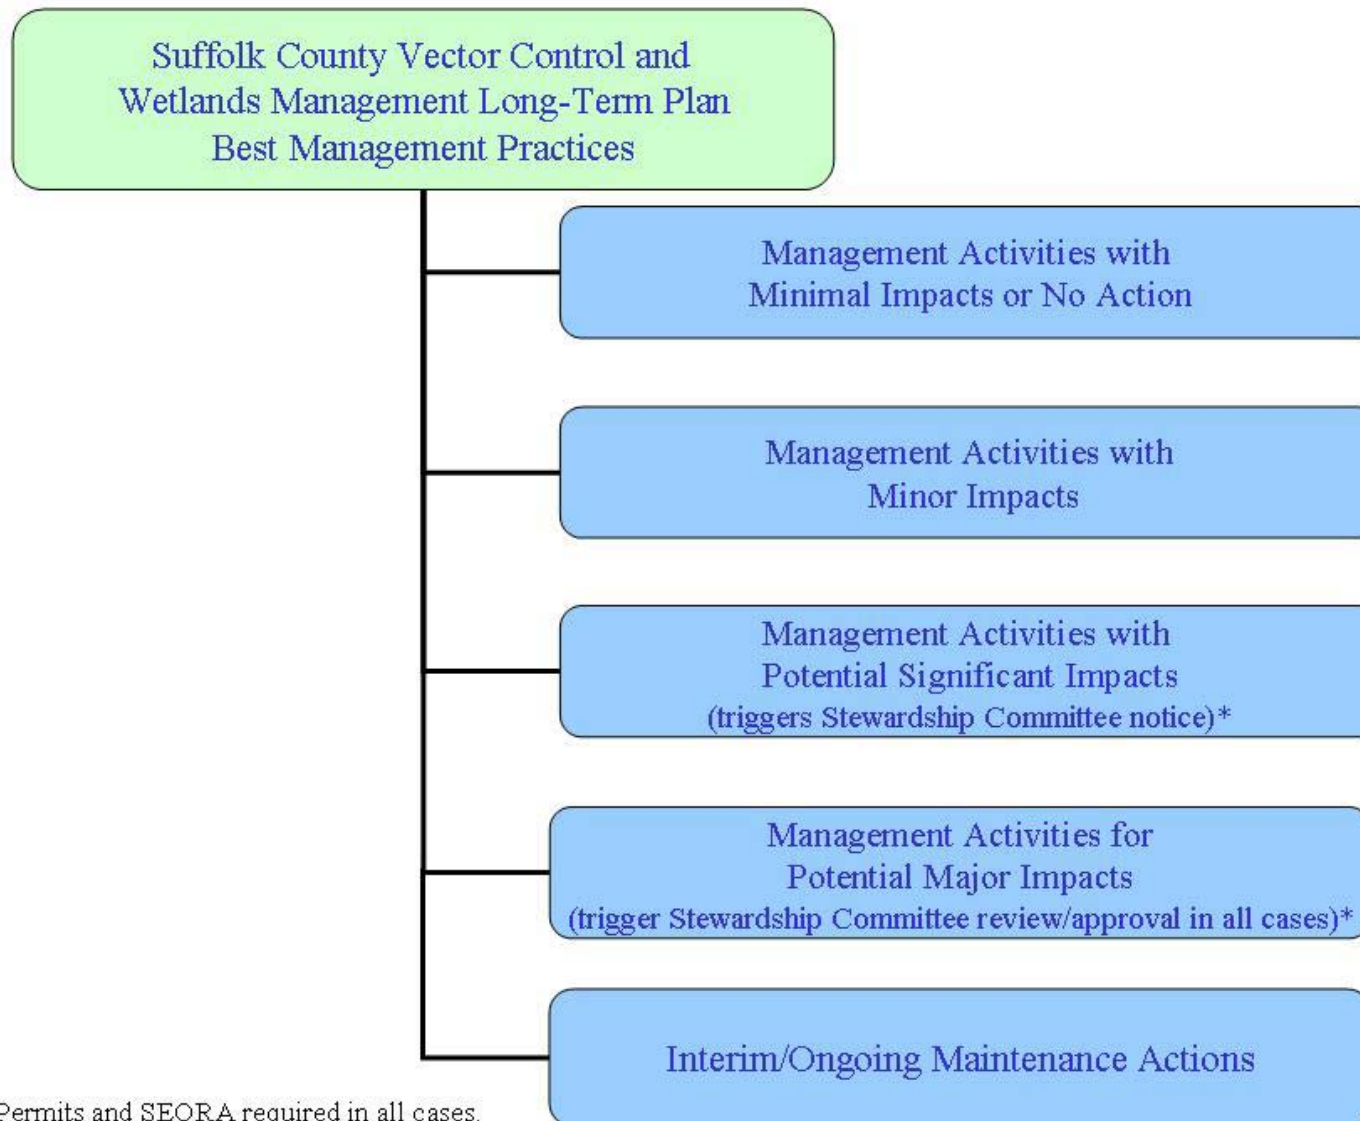 Suffolk County Vector Control and
Wetlands Management Long-Term Plan
Best Management Practices
Management Activities with
Minimal Impacts or No Action
Management Activities with
Minor Impacts
Management Activities with
Potential Significant Impacts
(triggers Stewardship Committee notice)*
Management Activities for
Potential Major Impacts
(trigger Stewardship Committee review/approval in all cases)*
Interim/Ongoing Maintenance Actions
Permits and SEQRA required in all cases.